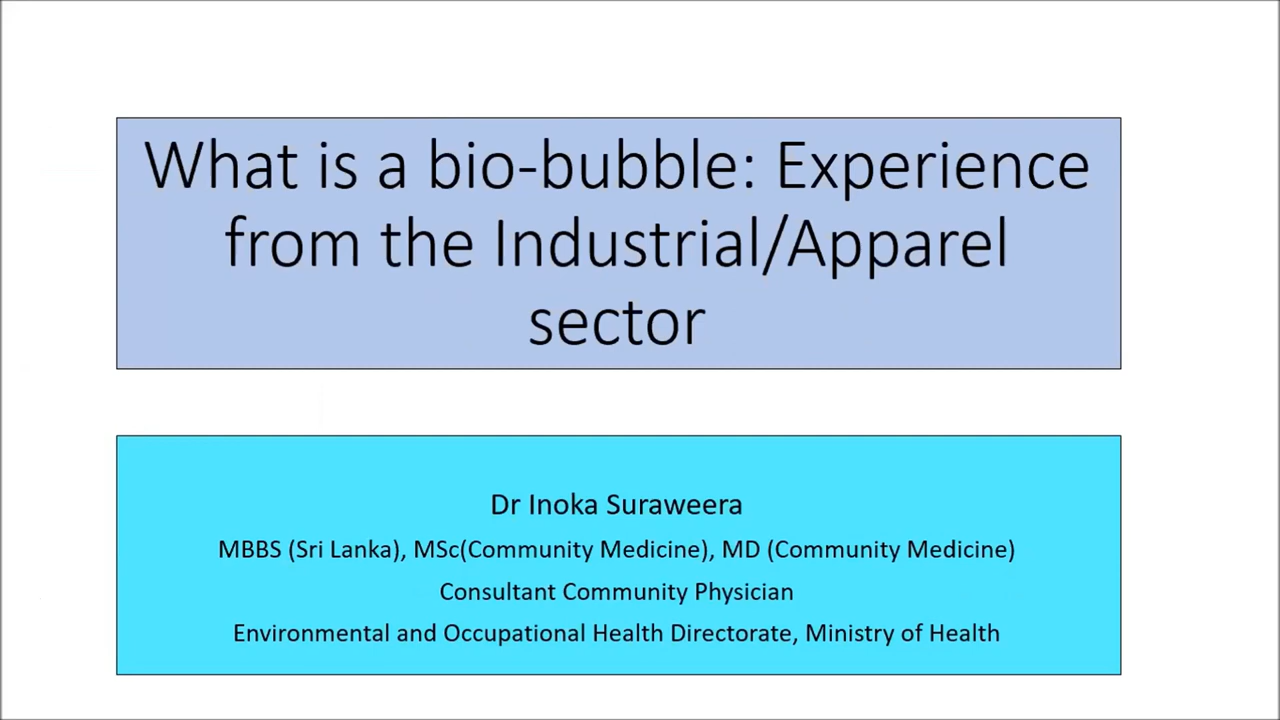 What is a bio-bubble: Experience
from the Industrial/Apparel
sector
Dr Inoka Suraweera
MBBS (Sri Lanka), MSc(Community Medicine), MD (Community Medicine)
Consultant Community Physician
Environmental and Occupational Health Directorate, Ministry of Health